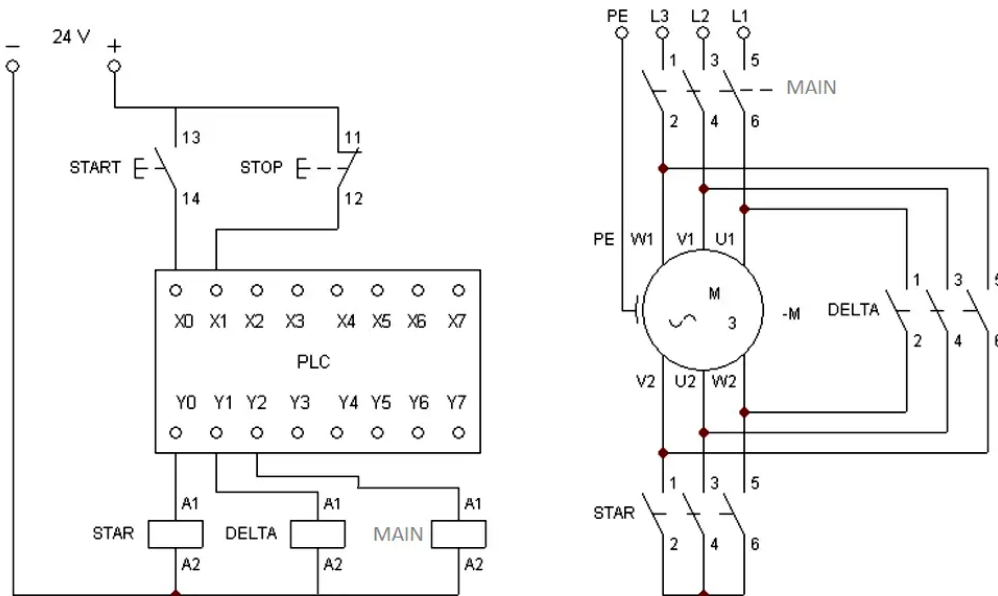 24 V
− +
13 11
START STOP
14 12
X0 X1 X2 X3 X4 X5 X6 X7
PLC
Y0 Y1 Y2 Y3 Y4 Y5 Y6 Y7
A1 A1 A1
STAR DELTA MAIN
A2 A2 A2
PE L3 L2 L1
1 3 5
MAIN
2 4 6
PE W1 V1 U1
1 3 5
M
3
-M
DELTA
2 4 6
V2 U2 W2
1 3 5
STAR
2 4 6